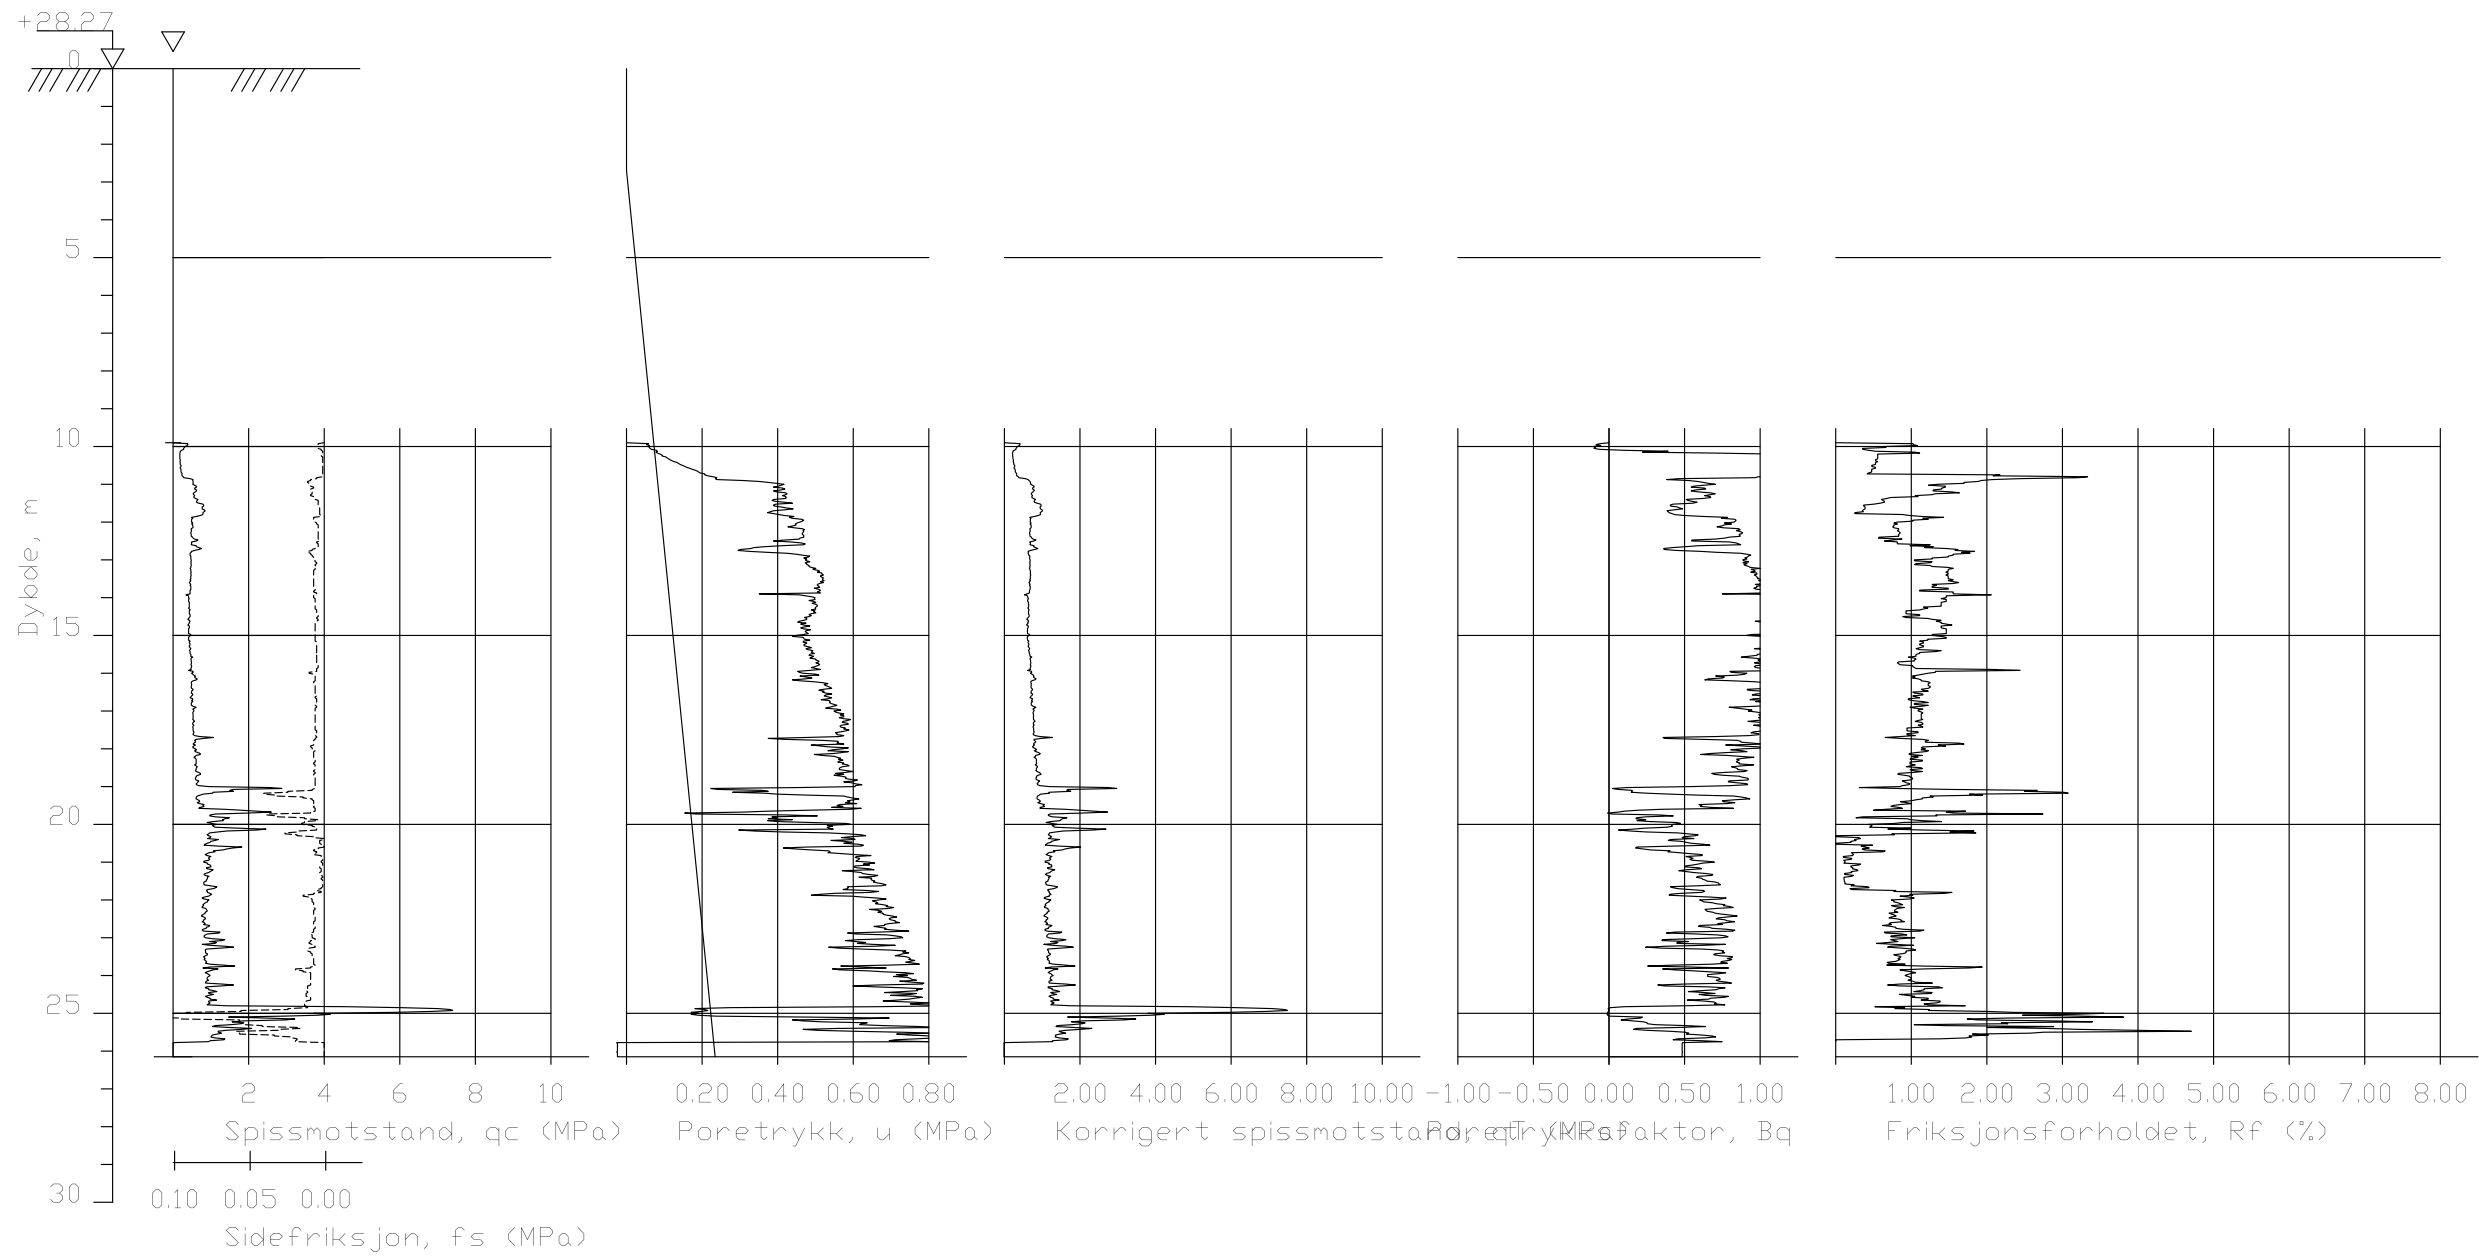 +28.27
0
5
10
15
20
25
30
Dybde, m
2 4 6 8 10
Spissmotstand, qc (MPa)
0.10 0.05 0.00
Sidefriksjon, fs (MPa)
0.20 0.40 0.60 0.80
Poretrykk, u (MPa)
2.00 4.00 6.00 8.00 10.00
Korrigert spissmotstand, qT (MPa)
-1.00 -0.50 0.00 0.50 1.00
Poretrykksfaktor, Bq
1.00 2.00 3.00 4.00 5.00 6.00 7.00 8.00
Friksjonsforholdet, Rf (%)